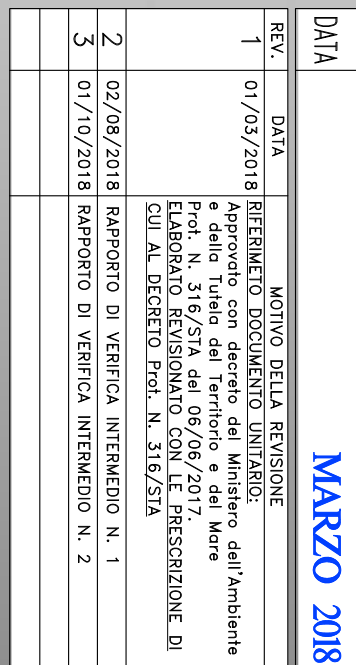 DATA MARZO 2018
REV. DATA MOTIVO DELLA REVISIONE
1 01/03/2018 RIFERIMETO DOCUMENTO UNITARIO:
Approvato con decreto del Ministero dell'Ambiente
e della Tutela del Territorio e del Mare
Prot. N. 316/STA del 06/06/2017.
ELABORATO REVISIONATO CON LE PRESCRIZIONE DI
CUI AL DECRETO Prot. N. 316/STA
2 02/08/2018 RAPPORTO DI VERIFICA INTERMEDIO N. 1
3 01/10/2018 RAPPORTO DI VERIFICA INTERMEDIO N. 2